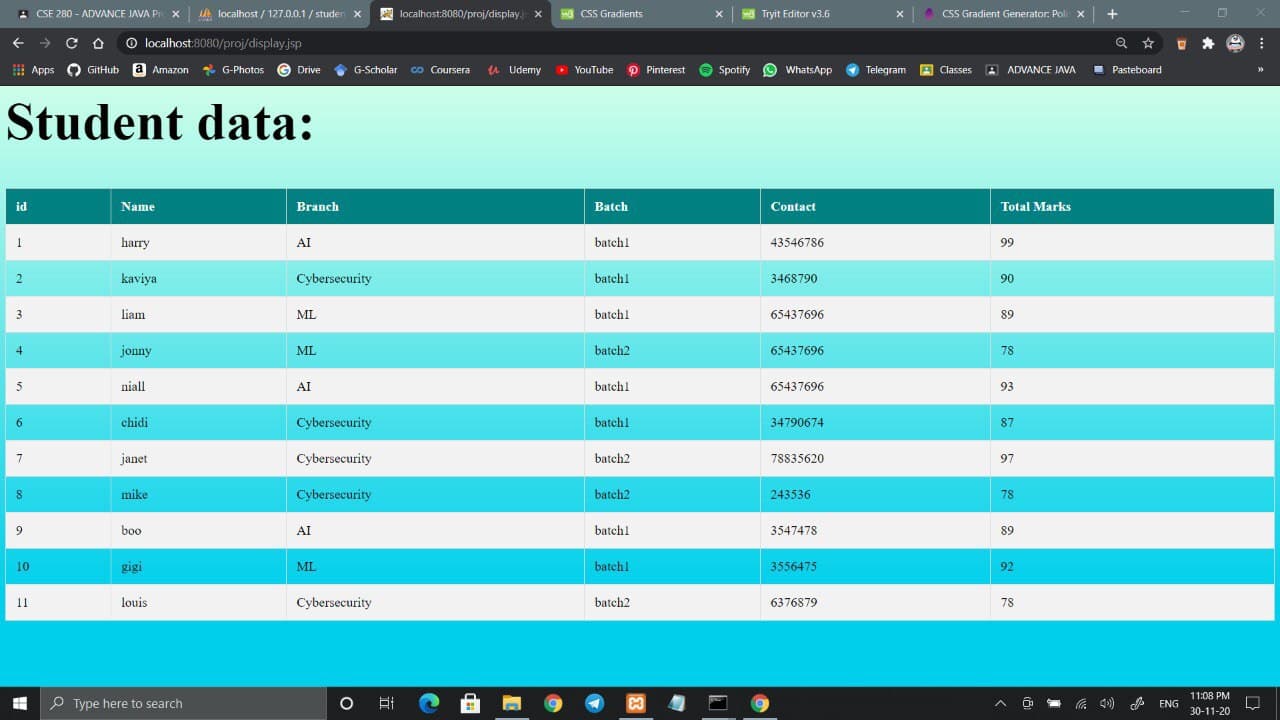 CSE 280 - ADVANCE JAVA Pr
localhost / 127.0.0.1 / studen
localhost:8080/proj/display.js
CSS Gradients
Tryit Editor v3.6
CSS Gradient Generator: Poli
localhost:8080/proj/display.jsp
Apps GitHub Amazon G-Photos Drive G-Scholar Coursera Udemy YouTube Pinterest Spotify WhatsApp Telegram Classes ADVANCE JAVA Pasteboard »
Student data:
id Name Branch Batch Contact Total Marks
1 harry AI batch1 43546786 99
2 kaviya Cybersecurity batch1 3468790 90
3 liam ML batch1 65437696 89
4 jonny ML batch2 65437696 78
5 niall AI batch1 65437696 93
6 chidi Cybersecurity batch1 34790674 87
7 janet Cybersecurity batch2 78835620 97
8 mike Cybersecurity batch2 243536 78
9 boo AI batch1 3547478 89
10 gigi ML batch1 3556475 92
11 louis Cybersecurity batch2 6376879 78
Type here to search
ENG
11:08 PM
30-11-20